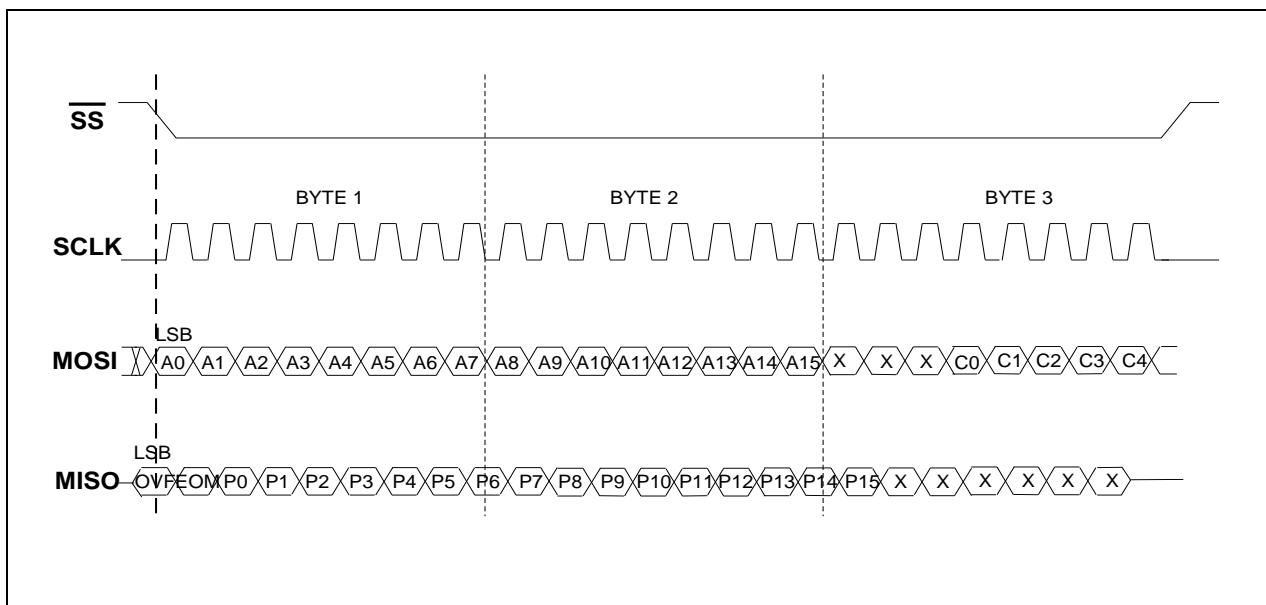 SS
BYTE 1 BYTE 2 BYTE 3
SCLK
LSB
MOSI A0 A1 A2 A3 A4 A5 A6 A7 A8 A9 A10 A11 A12 A13 A14 A15 X X X C0 C1 C2 C3 C4
LSB
MISO OVF EOM P0 P1 P2 P3 P4 P5 P6 P7 P8 P9 P10 P11 P12 P13 P14 P15 X X X X X X